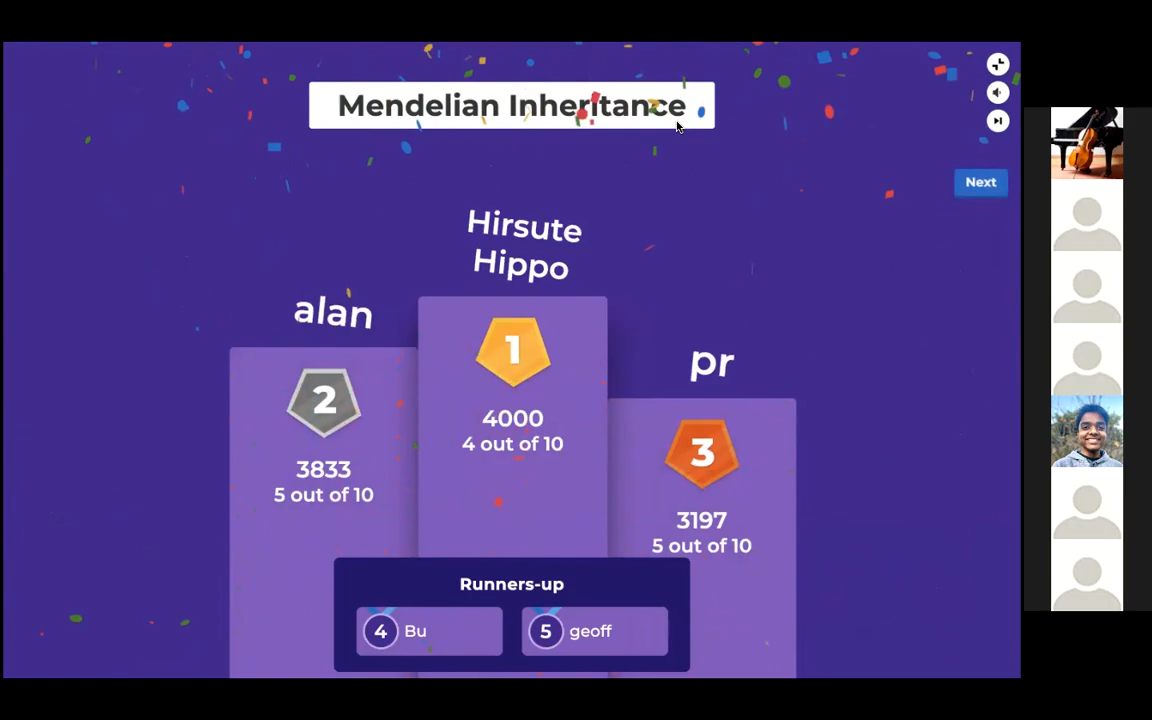 Mendelian Inheritance
Next
Hirsute
Hippo
alan
pr
1
4000
4 out of 10
2
3833
5 out of 10
3
3197
5 out of 10
Runners-up
4 Bu
5 geoff